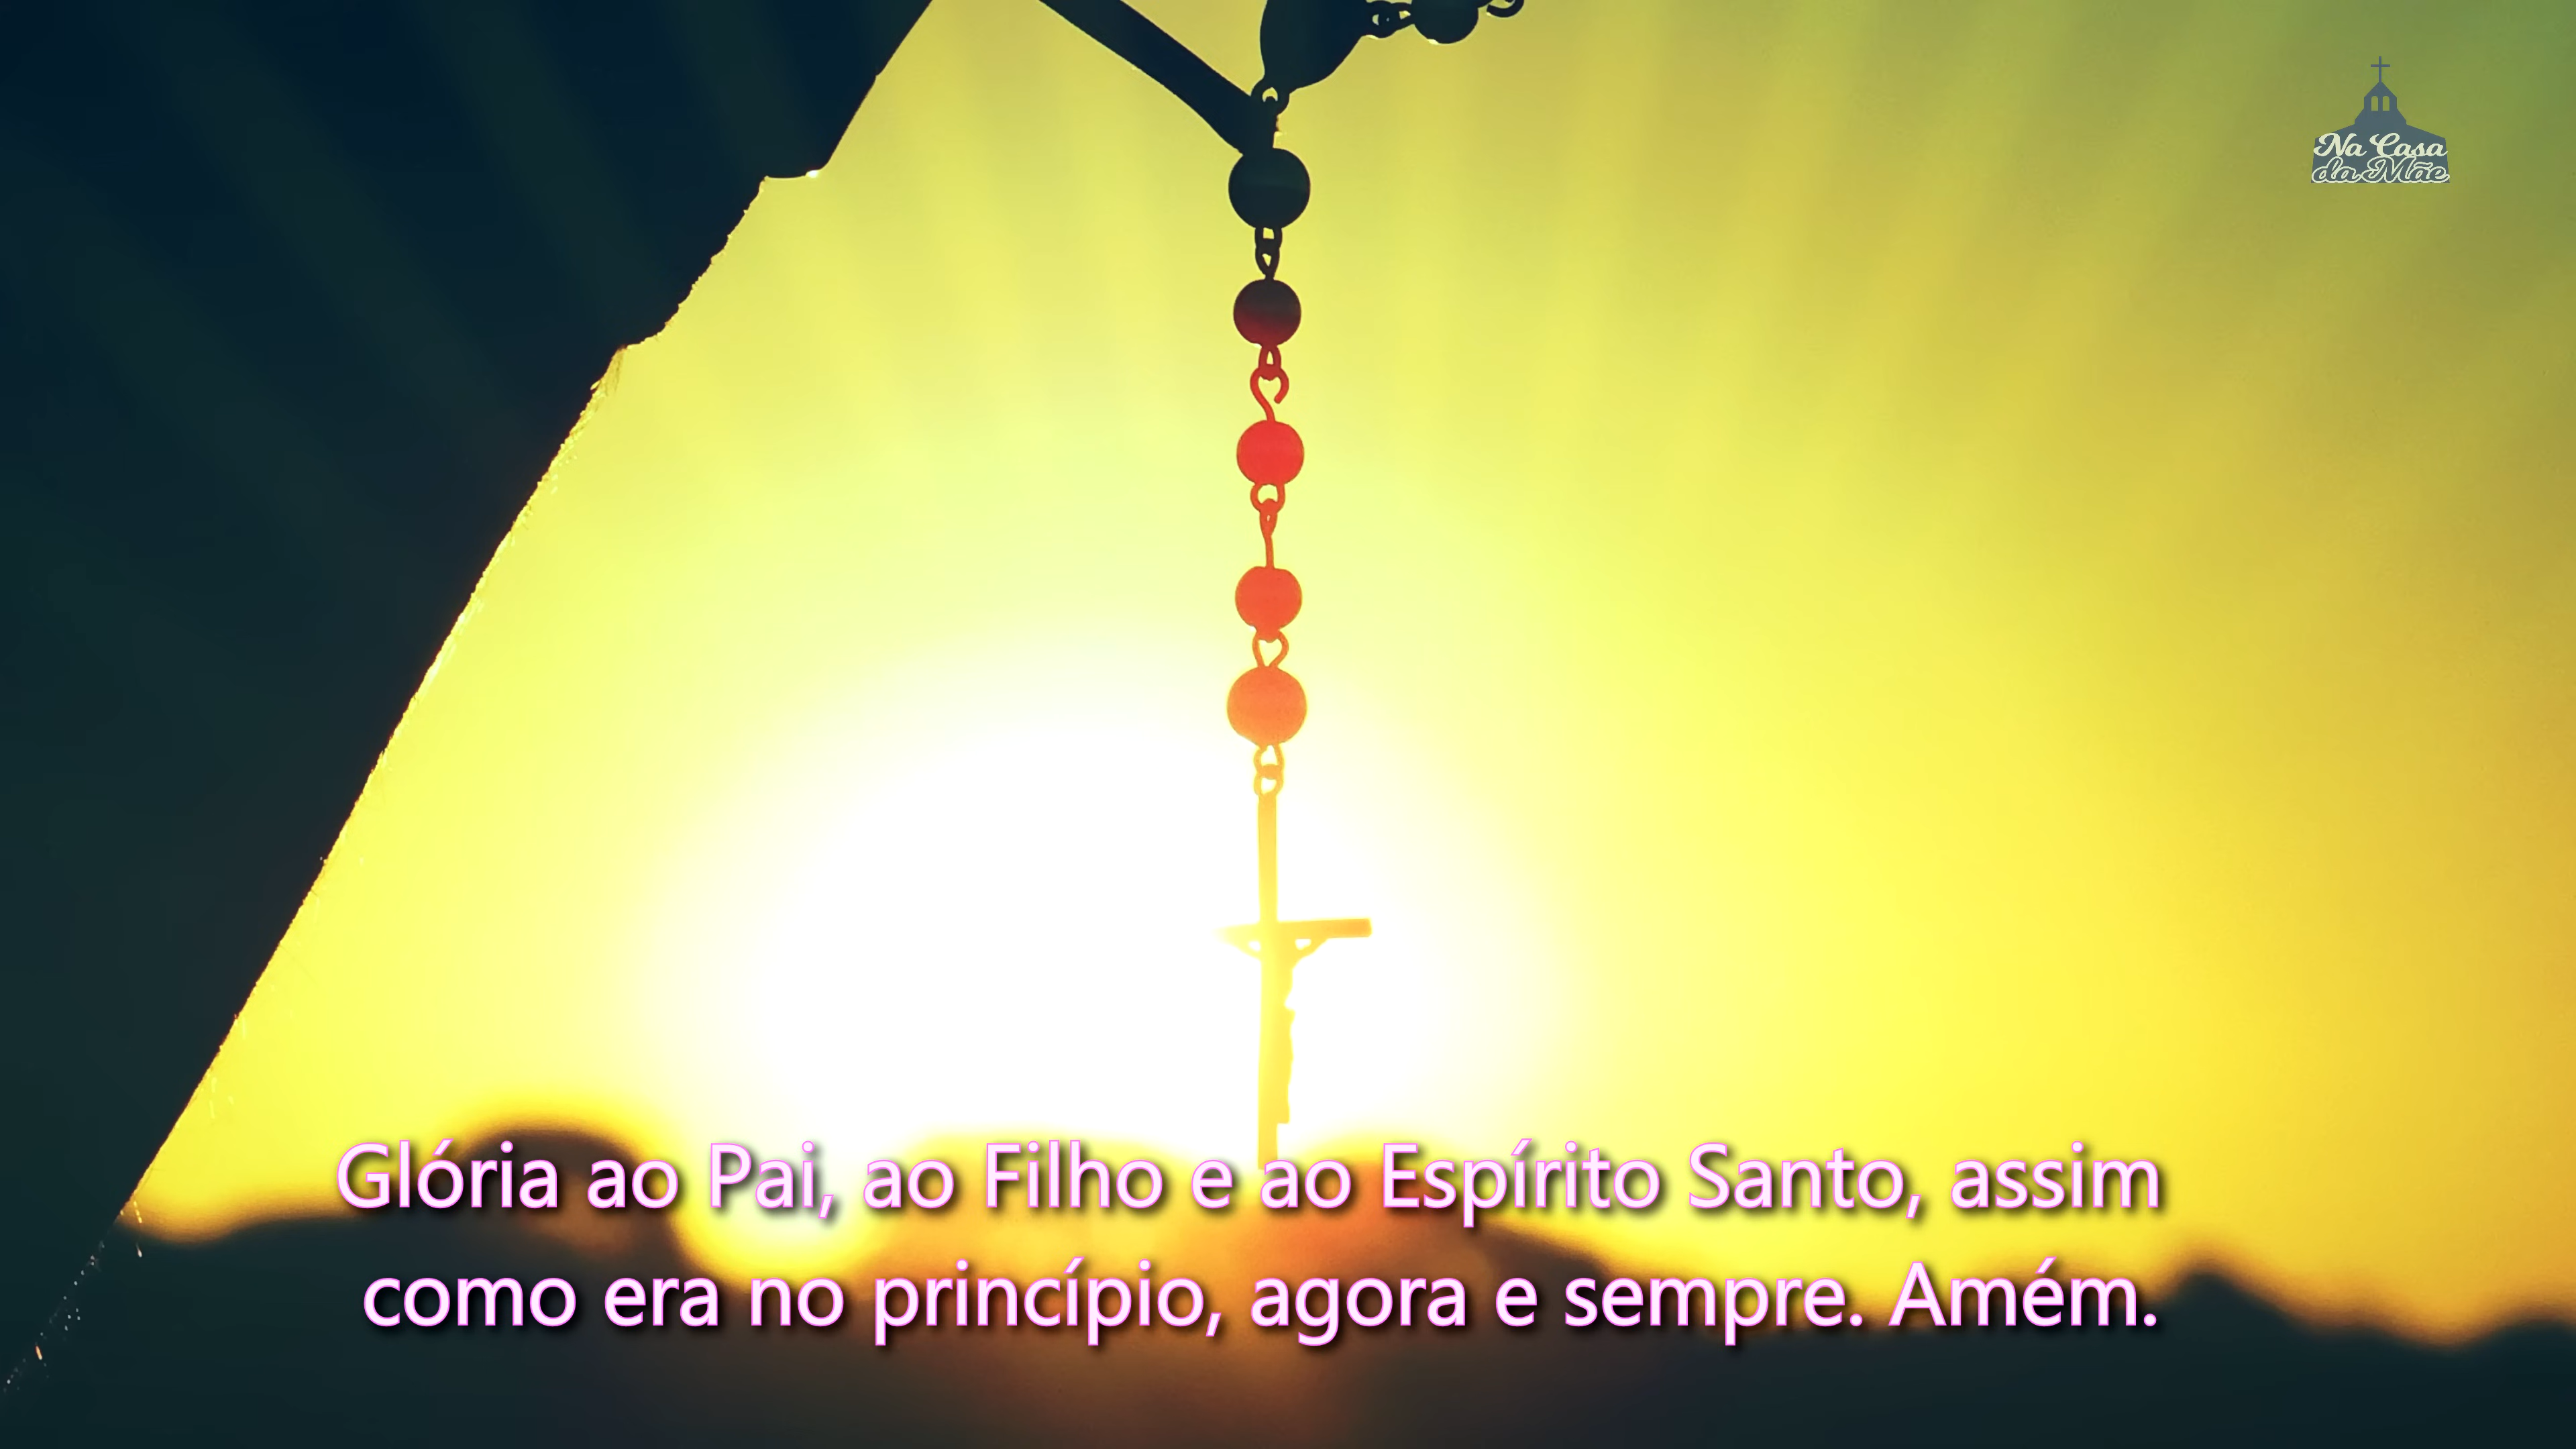 Na Casa
da Mãe
Glória ao Pai, ao Filho e ao Espírito Santo, assim
como era no princípio, agora e sempre. Amém.